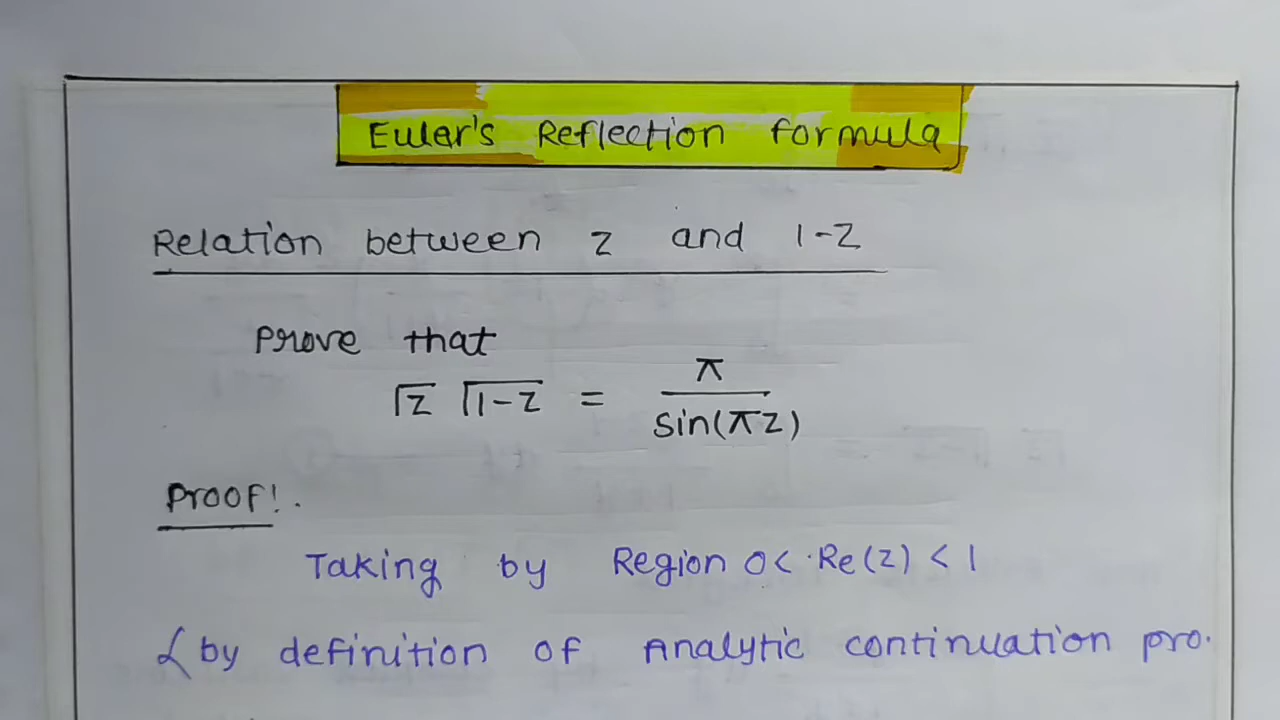 Euler's Reflection formula
Relation between z and 1-z
Prove that
Γz Γ1-z = π / sin(πz)
Proof!.
Taking by Region 0< Re(z) < 1
{by definition of Analytic continuation pro.